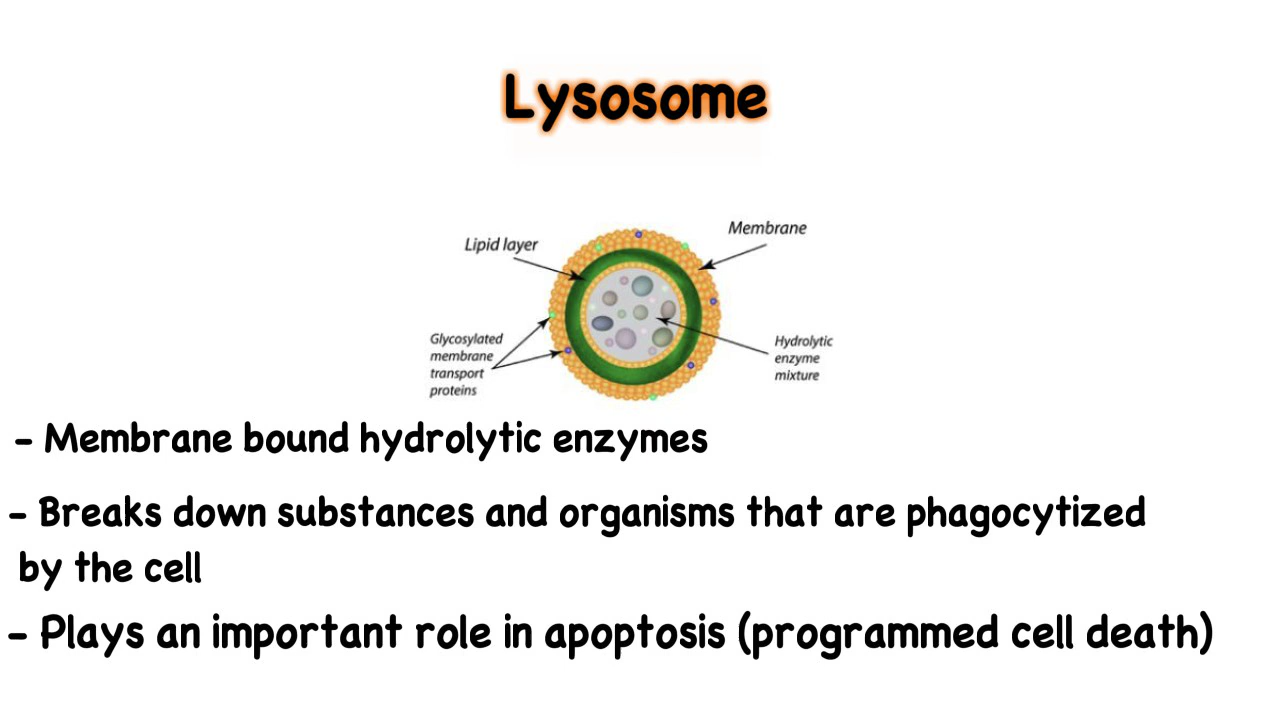 Lysosome
Lipid layer
Membrane
Glycosylated
membrane
transport
proteins
Hydrolytic
enzyme
mixture
- Membrane bound hydrolytic enzymes
- Breaks down substances and organisms that are phagocytized
by the cell
- Plays an important role in apoptosis (programmed cell death)